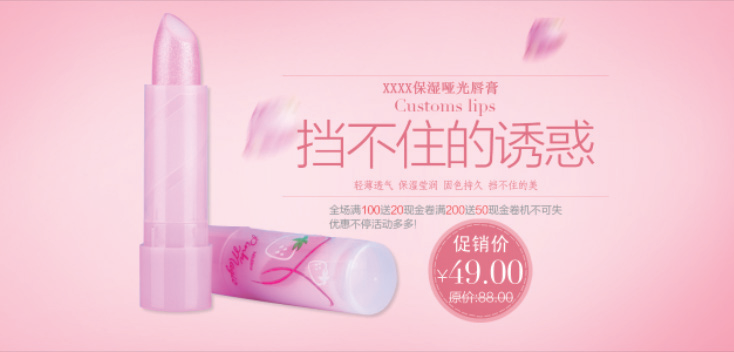 XXXX保湿哑光唇膏
Customs lips
挡不住的诱惑
轻薄透气 保湿莹润 固色持久 挡不住的美
全场满100送20现金卷满200送50现金卷机不可失
优惠不停活动多多!
促销价
¥49.00
原价:88.00